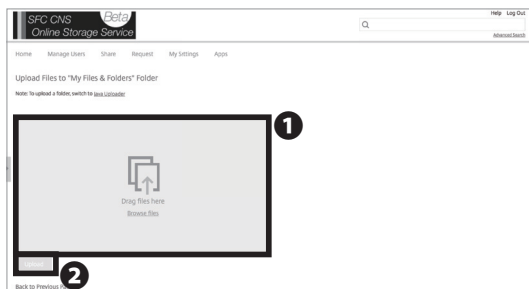 SFC CNS Beta
Online Storage Service
Help Log Out
Advanced Search
Home Manage Users Share Request My Settings Apps
Upload Files to "My Files & Folders" Folder
Note: To upload a folder, switch to Java Uploader
1
Drag files here
Browse files
2
Back to Previous